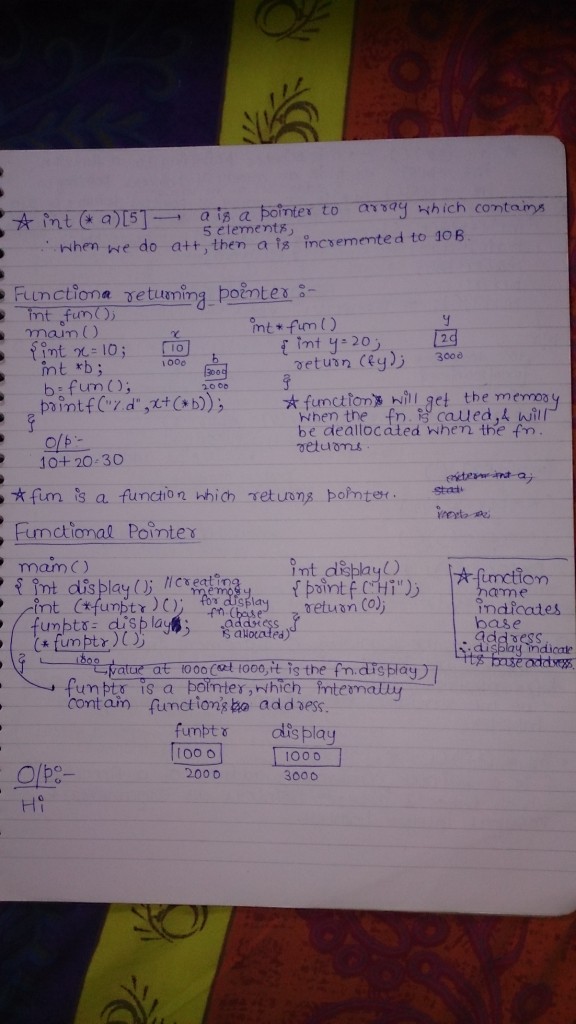 ☆ int (* a)[5] → a is a pointer to array which contains
5 elements,
∴ when we do a++, then a is incremented to 10B.
Functions returning pointer :-
int fun();
main()
{ int x = 10;
int *b;
b = fun();
printf("%d", x+(*b));
}
x
10
1000
b
3000
2000
O/p:-
10+20=30
int* fun()
{ int y = 20;
return (&y);
}
y
20
3000
☆ functions will get the memory
when the fn. is called, & will
be deallocated when the fn.
returns.
☆ fun is a function which returns pointer.
Functional Pointer
main()
{ int display(); //creating
memory
for display
fn (base
address
is allocated)
int (*funptr)();
funptr = display;
(*funptr)();
}
1000
value at 1000 (at 1000, it is the fn. display)
int display()
{ printf("Hi");
return (0);
}
☆ function
name
indicates
base
address
∴ display indicate
its base address.
funptr is a pointer, which internally
contain function's address.
funptr display
1000 1000
2000 3000
O/p:-
Hi